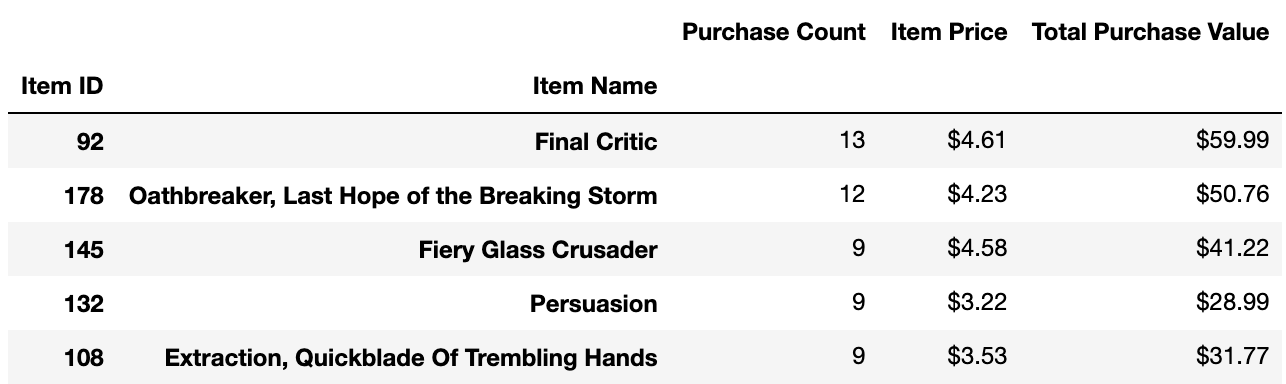 Purchase Count Item Price Total Purchase Value
Item ID Item Name
92 Final Critic 13 $4.61 $59.99
178 Oathbreaker, Last Hope of the Breaking Storm 12 $4.23 $50.76
145 Fiery Glass Crusader 9 $4.58 $41.22
132 Persuasion 9 $3.22 $28.99
108 Extraction, Quickblade Of Trembling Hands 9 $3.53 $31.77